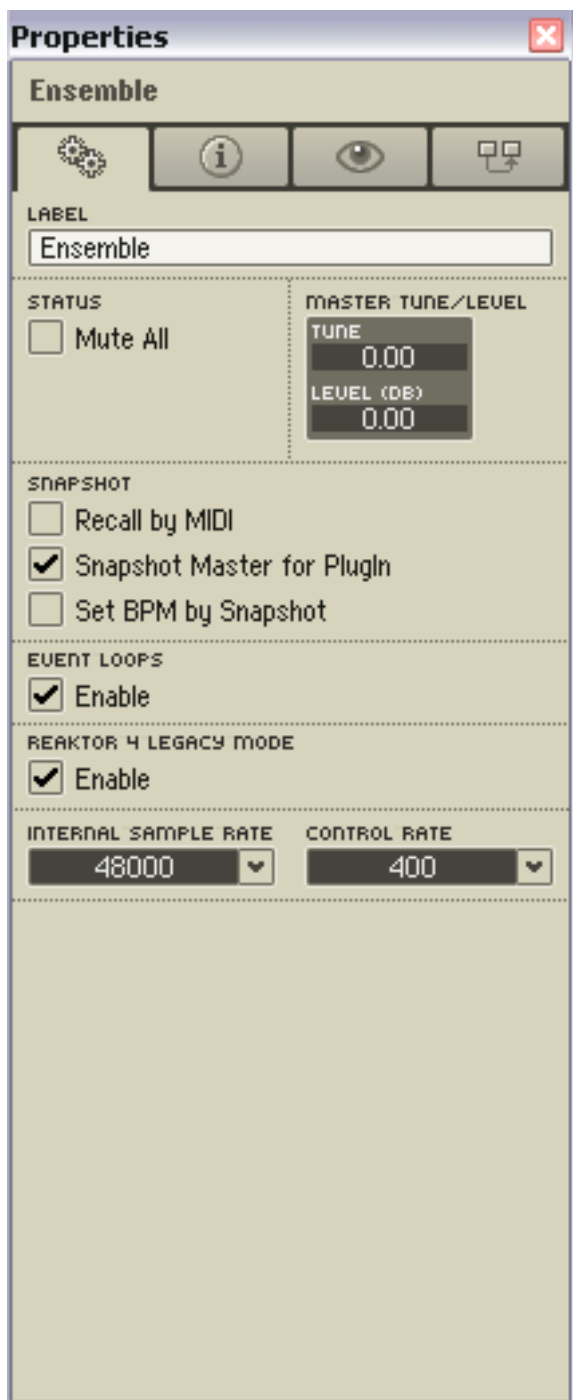 Properties
Ensemble
LABEL
Ensemble
STATUS
MASTER TUNE/LEVEL
Mute All
TUNE
0.00
LEVEL (DB)
0.00
SNAPSHOT
Recall by MIDI
Snapshot Master for PlugIn
Set BPM by Snapshot
EVENT LOOPS
Enable
REAKTOR 4 LEGACY MODE
Enable
INTERNAL SAMPLE RATE CONTROL RATE
48000 400